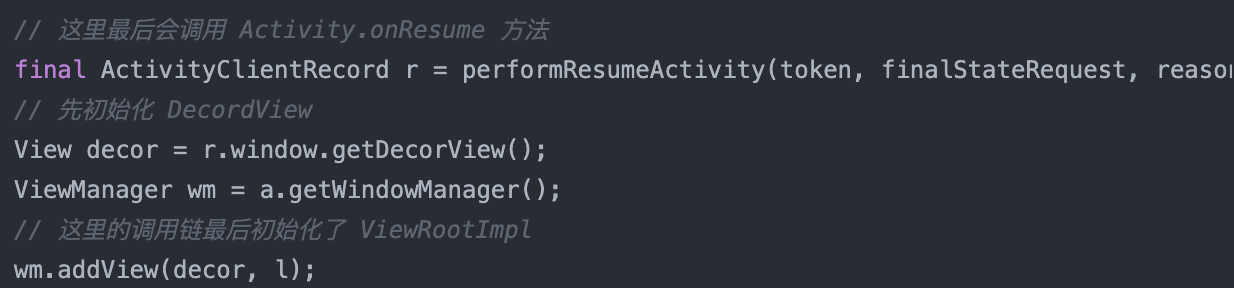 // 这里最后会调用 Activity.onResume 方法
final ActivityClientRecord r = performResumeActivity(token, finalStateRequest, reason
// 先初始化 DecordView
View decor = r.window.getDecorView();
ViewManager wm = a.getWindowManager();
// 这里的调用链最后初始化了 ViewRootImpl
wm.addView(decor, l);